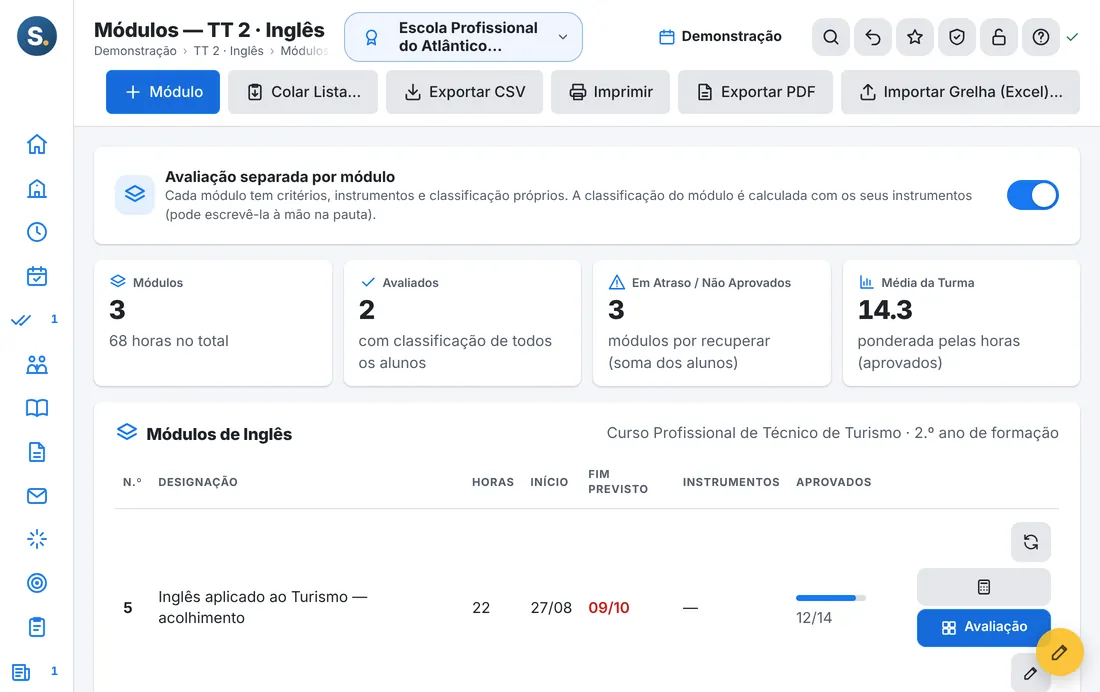 S.
Módulos — TT 2 · Inglês
Demonstração › TT 2 · Inglês › Módulos
Escola Profissional
do Atlântico...
Demonstração
Módulo
Colar Lista...
Exportar CSV
Imprimir
Exportar PDF
Importar Grelha (Excel)...
Avaliação separada por módulo
Cada módulo tem critérios, instrumentos e classificação próprios. A classificação do módulo é calculada com os seus instrumentos
(pode escrevê-la à mão na pauta).
Módulos
3
68 horas no total
Avaliados
2
com classificação de todos
os alunos
Em Atraso / Não Aprovados
3
módulos por recuperar
(soma dos alunos)
Média da Turma
14.3
ponderada pelas horas
(aprovados)
1
1
Módulos de Inglês
Curso Profissional de Técnico de Turismo · 2.º ano de formação
N.º DESIGNAÇÃO HORAS INÍCIO FIM PREVISTO INSTRUMENTOS APROVADOS
5
Inglês aplicado ao Turismo —
acolhimento
22 27/08 09/10 — 12/14
Avaliação